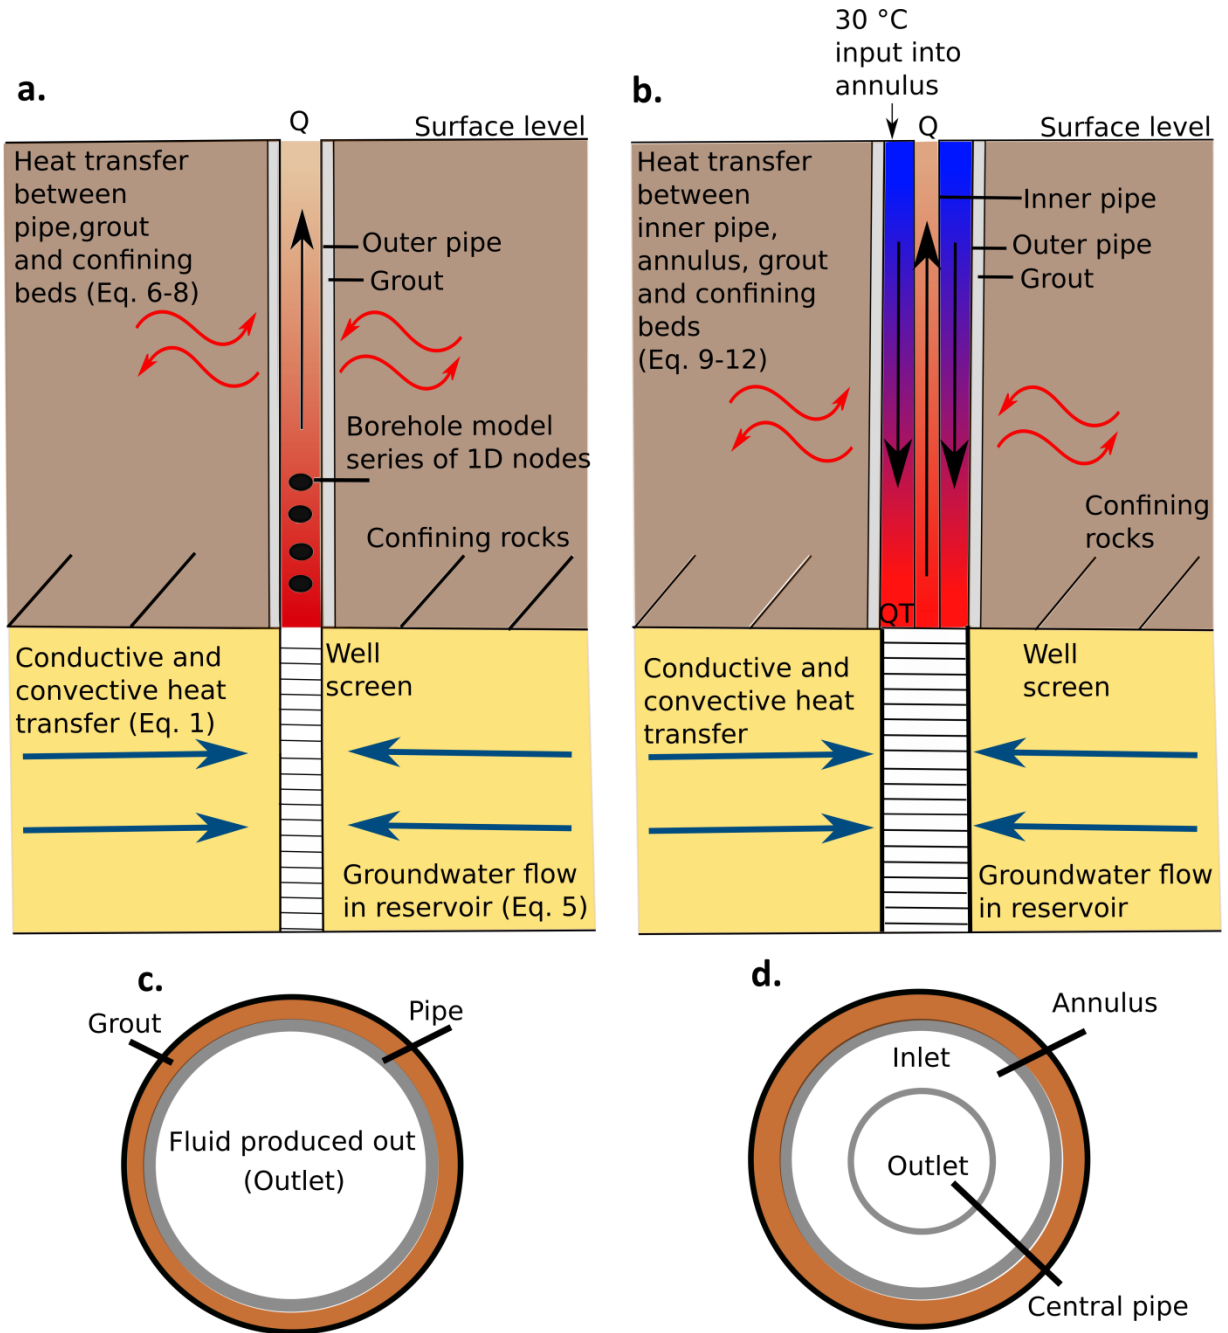 a.
Q
Surface level
Heat transfer
between
pipe,grout
and confining
beds (Eq. 6-8)
Outer pipe
Grout
Borehole model
series of 1D nodes
Confining rocks
Conductive and
convective heat
transfer (Eq. 1)
Well
screen
Groundwater flow
in reservoir (Eq. 5)
b.
30 °C
input into
annulus
Q
Surface level
Heat transfer
between
inner pipe,
annulus, grout
and confining
beds
(Eq. 9-12)
Inner pipe
Outer pipe
Grout
Confining
rocks
QT
Conductive and
convective heat
transfer
Well
screen
Groundwater flow
in reservoir
c.
Grout
Pipe
Fluid produced out
(Outlet)
d.
Annulus
Inlet
Outlet
Central pipe